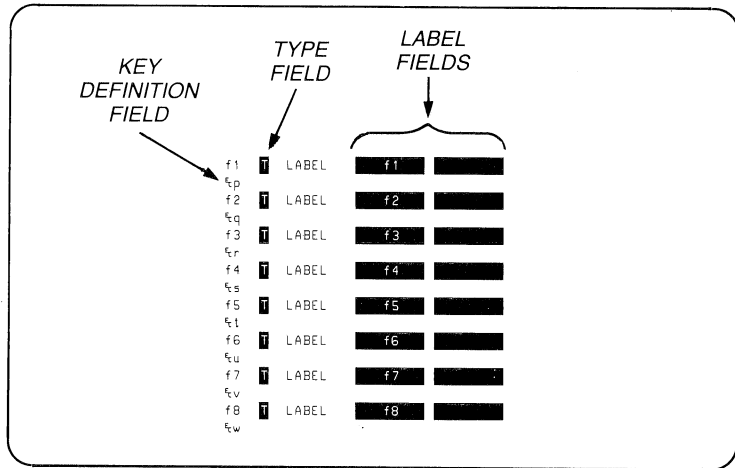 KEY
DEFINITION
FIELD
TYPE
FIELD
LABEL
FIELDS
f1 T LABEL f1
␛p
f2 T LABEL f2
␛q
f3 T LABEL f3
␛r
f4 T LABEL f4
␛s
f5 T LABEL f5
␛t
f6 T LABEL f6
␛u
f7 T LABEL f7
␛v
f8 T LABEL f8
␛w